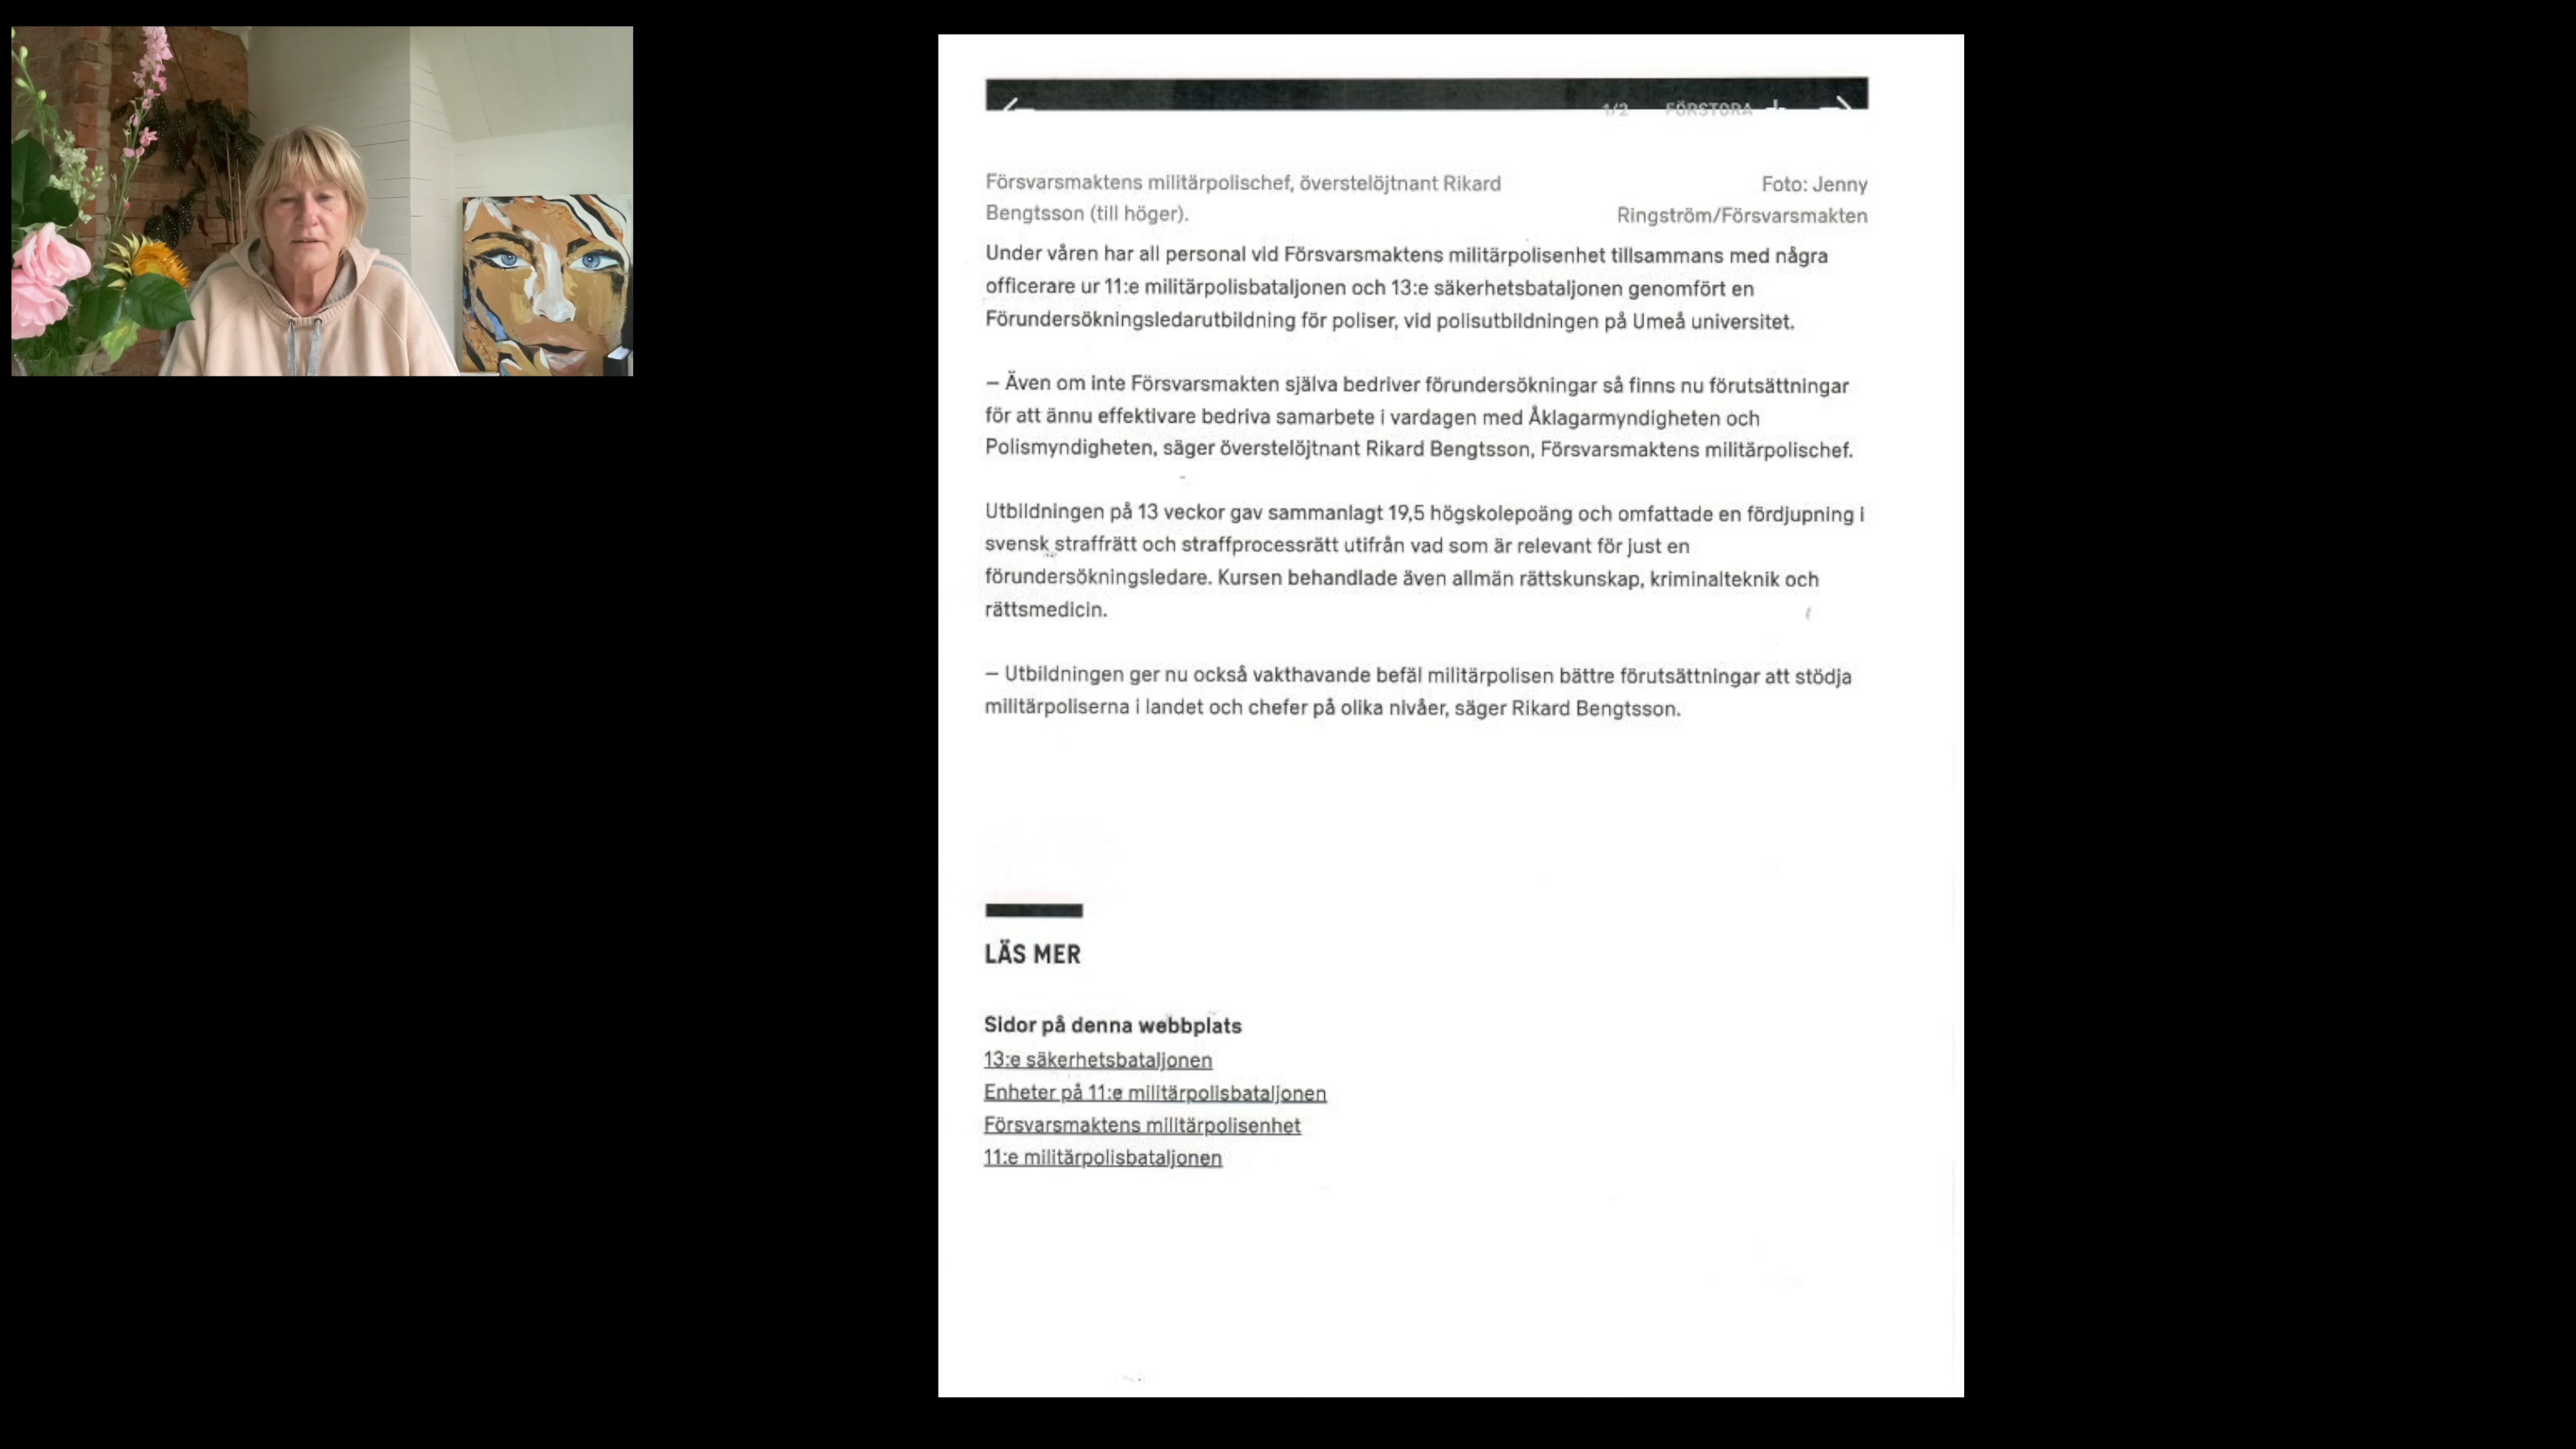 1/2 FÖRSTORA +
Försvarsmaktens militärpolischef, överstelöjtnant Rikard
Bengtsson (till höger).
Foto: Jenny
Ringström/Försvarsmakten
Under våren har all personal vid Försvarsmaktens militärpolisenhet tillsammans med några
officerare ur 11:e militärpolisbataljonen och 13:e säkerhetsbataljonen genomfört en
Förundersökningsledarutbildning för poliser, vid polisutbildningen på Umeå universitet.
– Även om inte Försvarsmakten själva bedriver förundersökningar så finns nu förutsättningar
för att ännu effektivare bedriva samarbete i vardagen med Åklagarmyndigheten och
Polismyndigheten, säger överstelöjtnant Rikard Bengtsson, Försvarsmaktens militärpolischef.
Utbildningen på 13 veckor gav sammanlagt 19,5 högskolepoäng och omfattade en fördjupning i
svensk straffrätt och straffprocessrätt utifrån vad som är relevant för just en
förundersökningsledare. Kursen behandlade även allmän rättskunskap, kriminalteknik och
rättsmedicin.
– Utbildningen ger nu också vakthavande befäl militärpolisen bättre förutsättningar att stödja
militärpoliserna i landet och chefer på olika nivåer, säger Rikard Bengtsson.
LÄS MER
Sidor på denna webbplats
13:e säkerhetsbataljonen
Enheter på 11:e militärpolisbataljonen
Försvarsmaktens militärpolisenhet
11:e militärpolisbataljonen